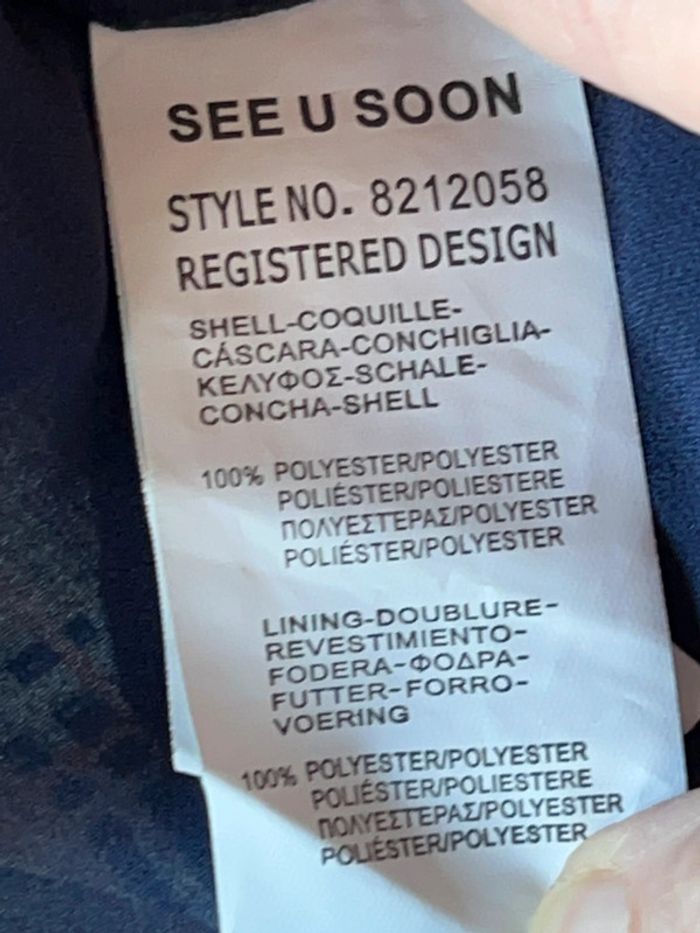 SEE U SOON
STYLE NO. 8212058
REGISTERED DESIGN
SHELL-COQUILLE-
CÁSCARA-CONCHIGLIA-
ΚΕΛΥΦΟΣ-SCHALE-
CONCHA-SHELL
100% POLYESTER/POLYESTER
POLIÉSTER/POLIESTERE
ΠΟΛΥΕΣΤΕΡΑΣ/POLYESTER
POLIÉSTER/POLYESTER
LINING-DOUBLURE-
REVESTIMIENTO-
FODERA-ΦΟΔΡΑ-
FUTTER-FORRO-
VOERING
100% POLYESTER/POLYESTER
POLIÉSTER/POLIESTERE
ΠΟΛΥΕΣΤΕΡΑΣ/POLYESTER
POLIÉSTER/POLYESTER